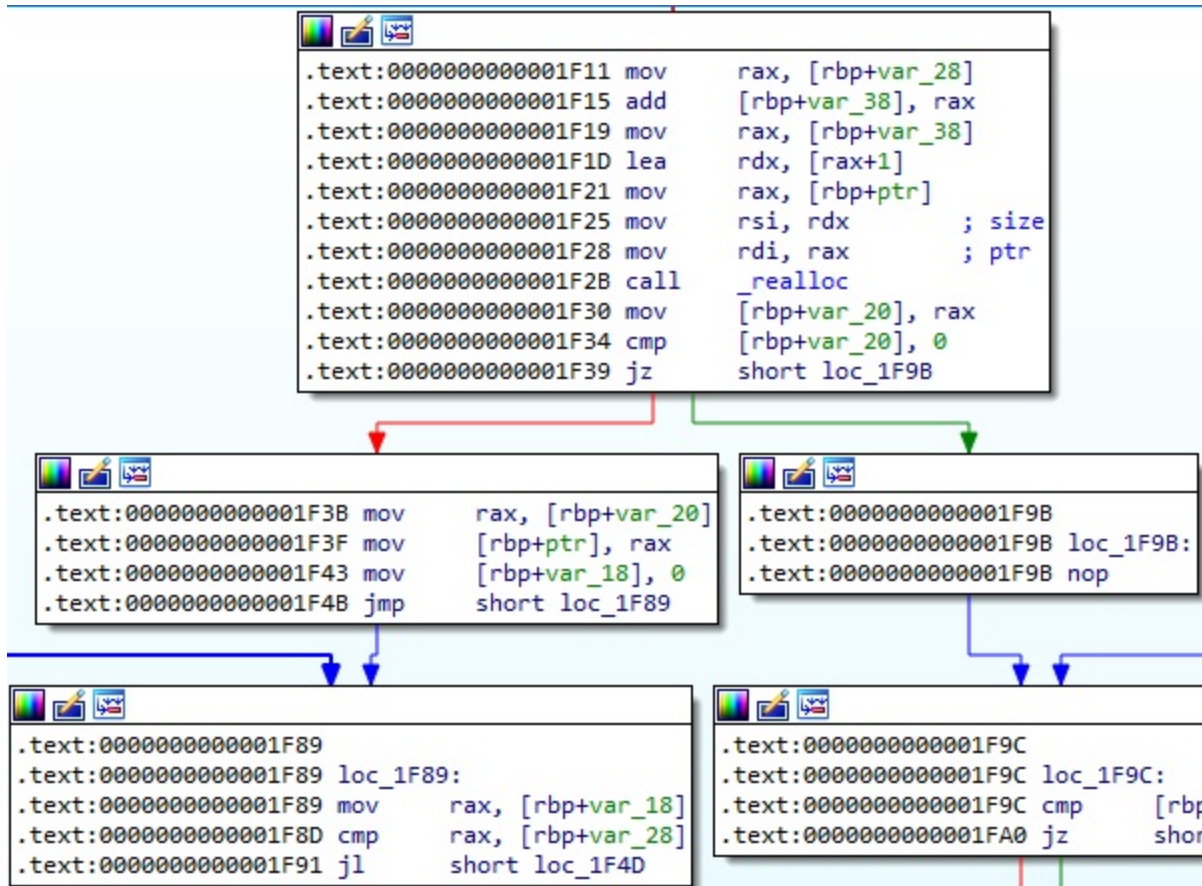 .text:0000000000001F11 mov rax, [rbp+var_28]
.text:0000000000001F15 add [rbp+var_38], rax
.text:0000000000001F19 mov rax, [rbp+var_38]
.text:0000000000001F1D lea rdx, [rax+1]
.text:0000000000001F21 mov rax, [rbp+ptr]
.text:0000000000001F25 mov rsi, rdx ; size
.text:0000000000001F28 mov rdi, rax ; ptr
.text:0000000000001F2B call _realloc
.text:0000000000001F30 mov [rbp+var_20], rax
.text:0000000000001F34 cmp [rbp+var_20], 0
.text:0000000000001F39 jz short loc_1F9B
.text:0000000000001F3B mov rax, [rbp+var_20]
.text:0000000000001F3F mov [rbp+ptr], rax
.text:0000000000001F43 mov [rbp+var_18], 0
.text:0000000000001F4B jmp short loc_1F89
.text:0000000000001F9B
.text:0000000000001F9B loc_1F9B:
.text:0000000000001F9B nop
.text:0000000000001F89
.text:0000000000001F89 loc_1F89:
.text:0000000000001F89 mov rax, [rbp+var_18]
.text:0000000000001F8D cmp rax, [rbp+var_28]
.text:0000000000001F91 jl short loc_1F4D
.text:0000000000001F9C
.text:0000000000001F9C loc_1F9C:
.text:0000000000001F9C cmp [rbp
.text:0000000000001FA0 jz shor